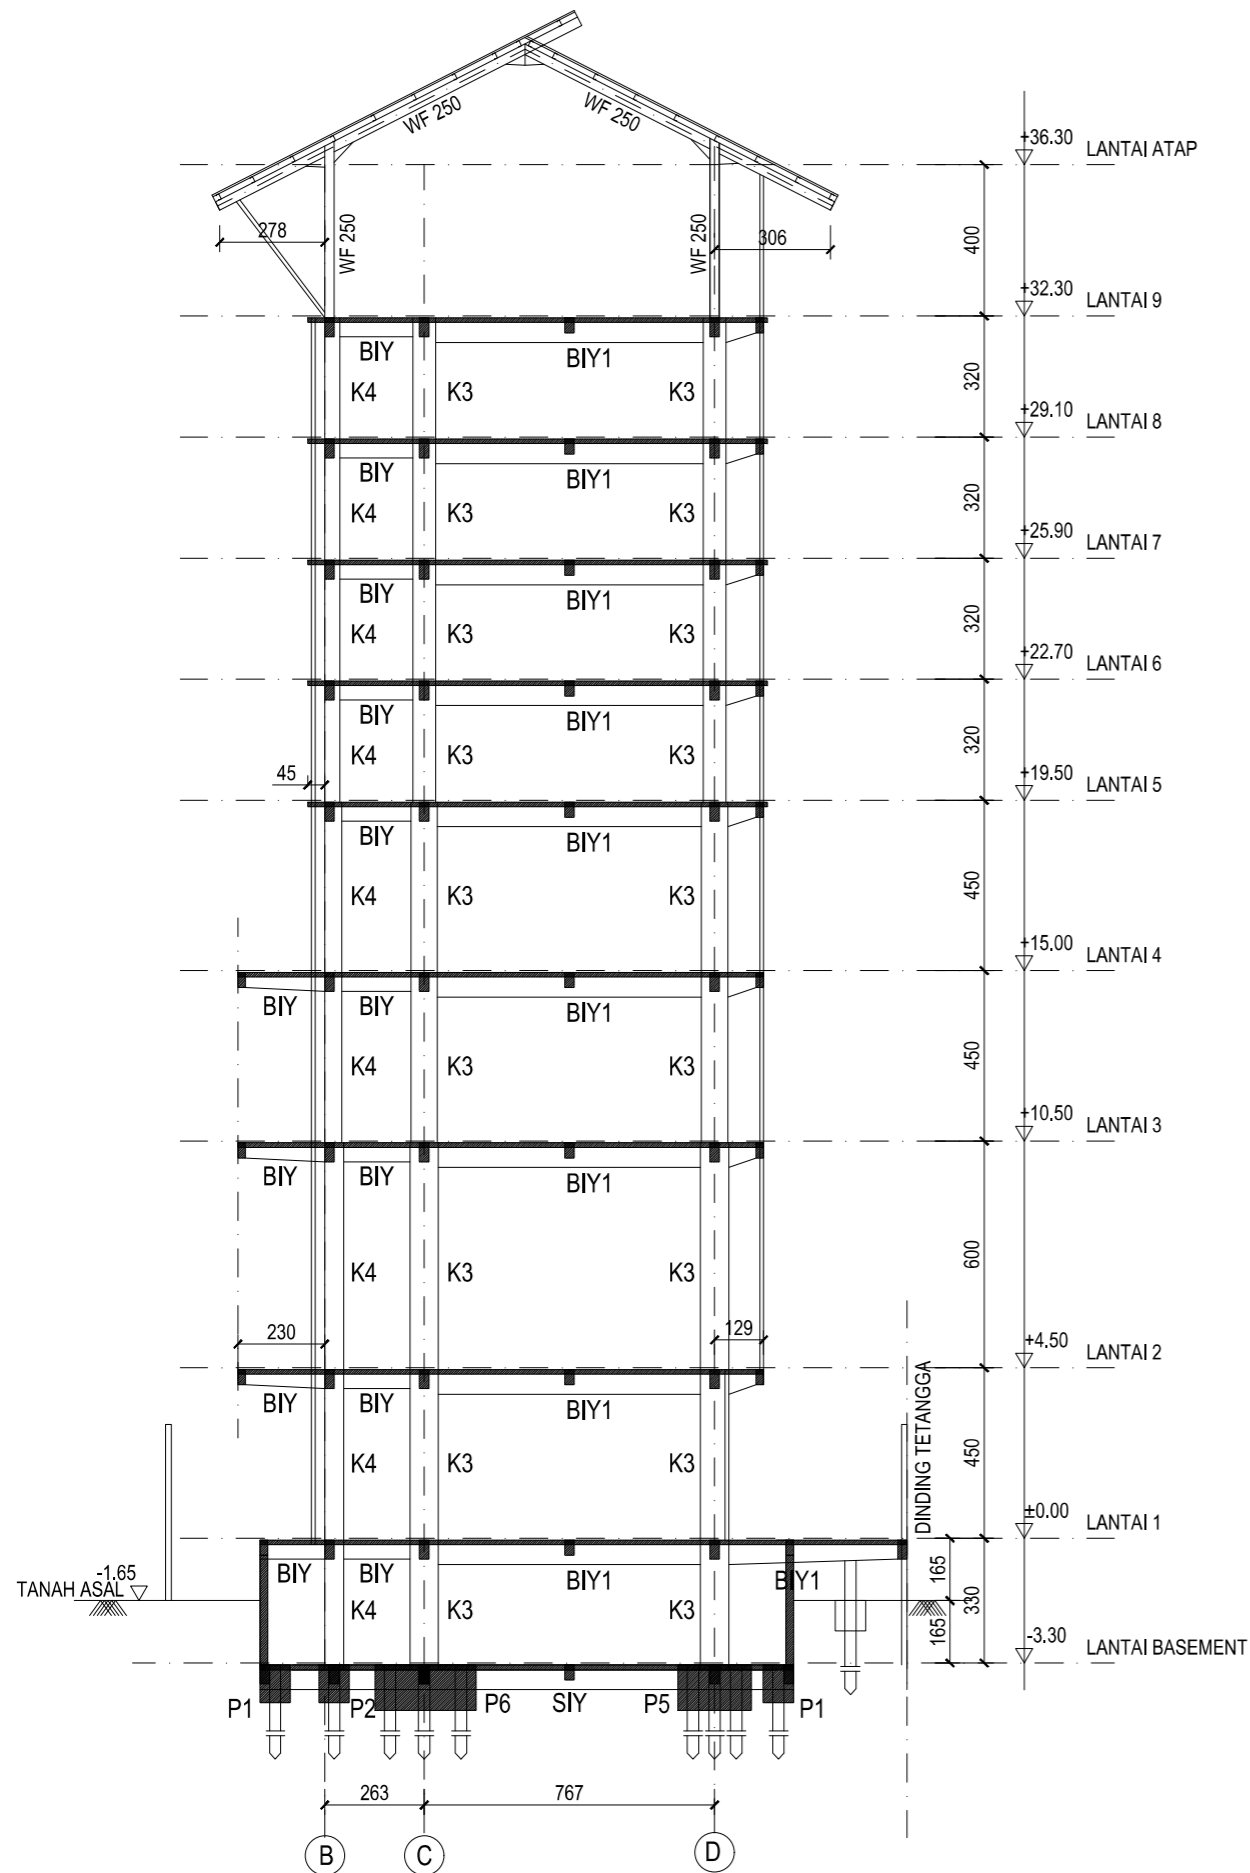 WF 250
WF 250
+36.30
LANTAI ATAP
278
WF 250
WF 250
306
400
+32.30
LANTAI 9
BIY
BIY1
K4
K3
K3
320
+29.10
LANTAI 8
BIY
BIY1
K4
K3
K3
320
+25.90
LANTAI 7
BIY
BIY1
K4
K3
K3
320
+22.70
LANTAI 6
BIY
BIY1
K4
K3
K3
320
45
+19.50
LANTAI 5
BIY
BIY1
K4
K3
K3
450
+15.00
LANTAI 4
BIY
BIY
BIY1
K4
K3
K3
450
+10.50
LANTAI 3
BIY
BIY
BIY1
K4
K3
K3
600
230
129
+4.50
LANTAI 2
BIY
BIY
BIY1
DINDING TETANGGA
K4
K3
K3
450
±0.00
LANTAI 1
BIY
BIY
BIY1
BIY1
165
-1.65
TANAH ASAL
K4
K3
K3
330
165
-3.30
LANTAI BASEMENT
P1
P2
P6
SIY
P5
P1
263
767
B
C
D